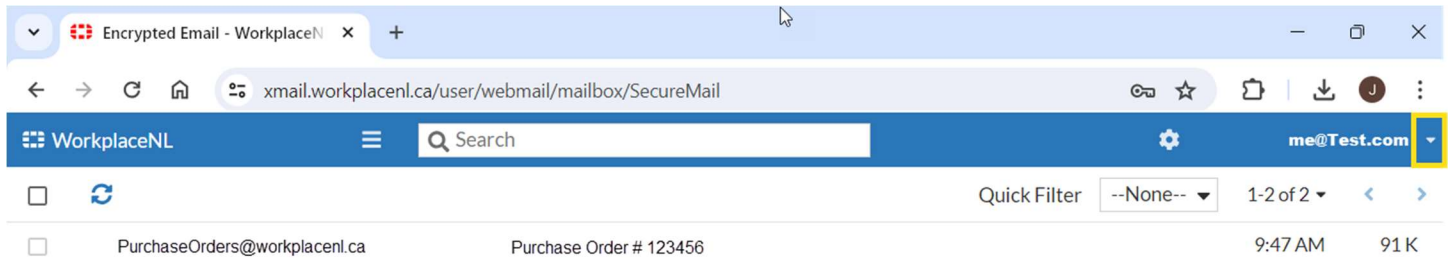 Encrypted Email - WorkplaceN
xmail.workplacenl.ca/user/webmail/mailbox/SecureMail
J
WorkplaceNL
Search
me@Test.com
Quick Filter --None-- 1-2 of 2
PurchaseOrders@workplacenl.ca Purchase Order # 123456 9:47 AM 91 K